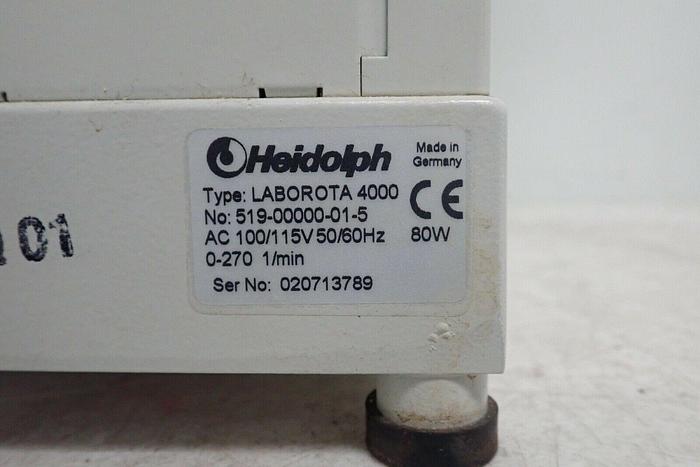 Heidolph
Made in
Germany
Type: LABOROTA 4000
No: 519-00000-01-5
CE
AC 100/115V 50/60Hz
80W
0-270 1/min
Ser No: 020713789
101